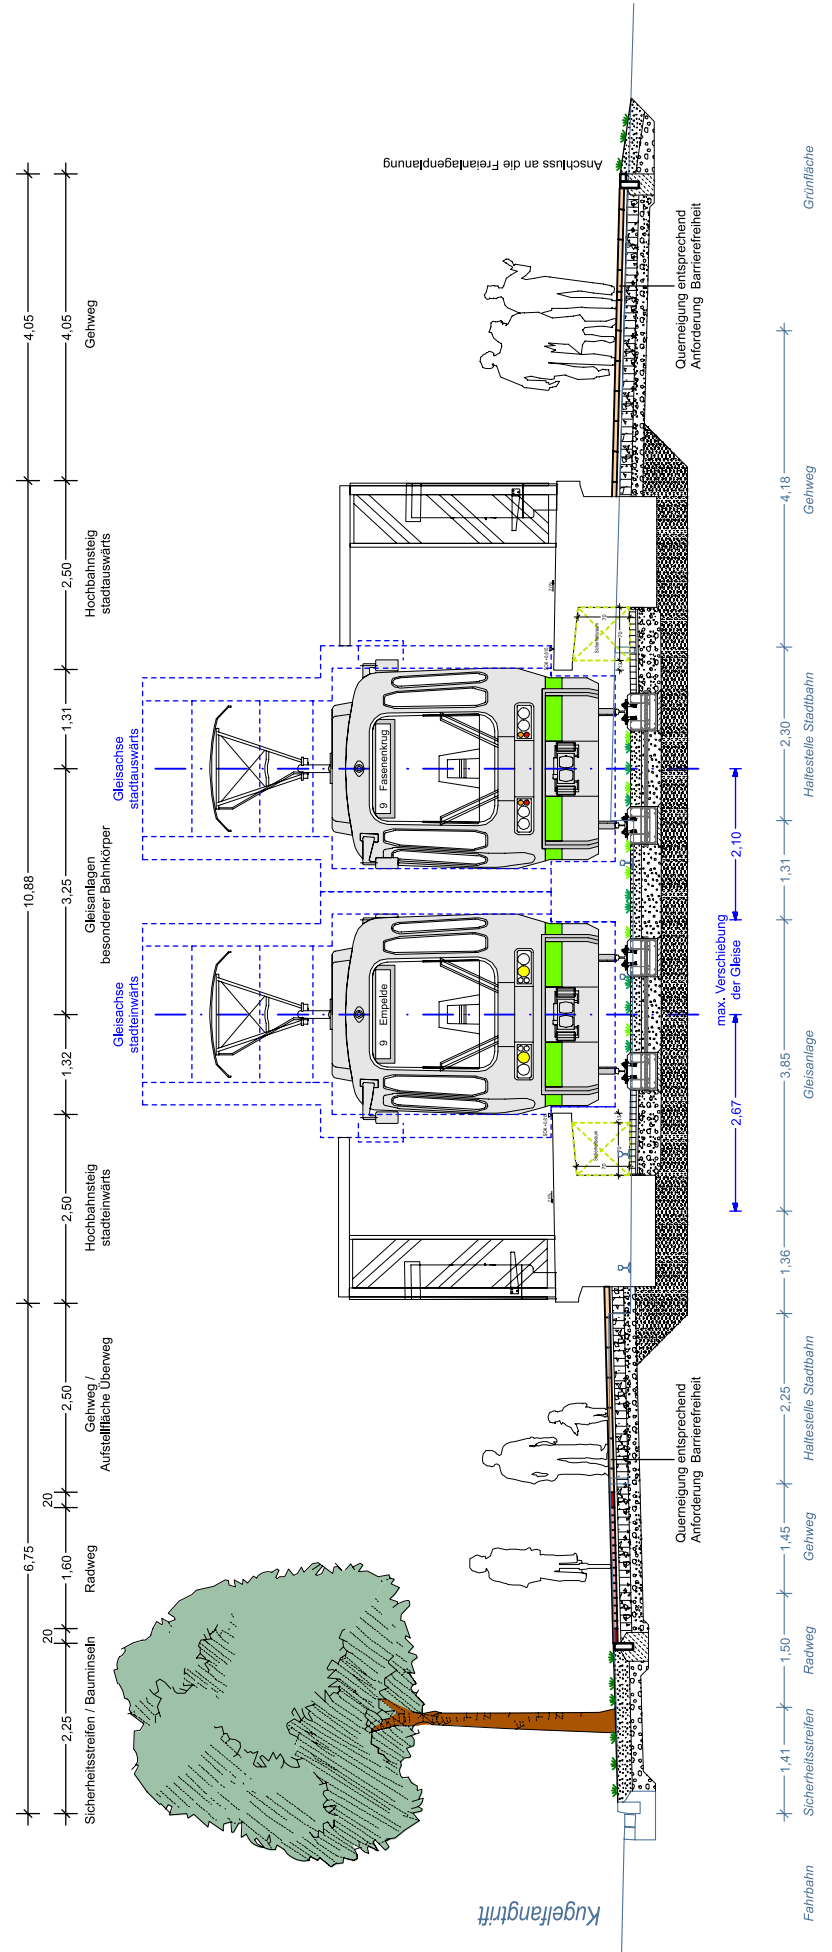 6,75
10,88
4,05
2,25
20
1,60
20
2,50
2,50
1,32
3,25
1,31
2,50
4,05
Sicherheitsstreifen / Bauminseln
Radweg
Gehweg /
Aufstellfläche Überweg
Hochbahnsteig
stadteinwärts
Gleisanlagen
besonderer Bahnkörper
Hochbahnsteig
stadtauswärts
Gehweg
Gleisachse
stadteinwärts
Gleisachse
stadtauswärts
9 Empelde
9 Fasenenkrug
Anschluss an die Freianlagenplanung
Kugelfangtrift
70
70
70
70
Querneigung entsprechend
Anforderung Barrierefreiheit
Querneigung entsprechend
Anforderung Barrierefreiheit
max. Verschiebung
der Gleise
2,67
2,10
1,41
1,50
1,45
2,25
1,36
3,85
1,31
2,30
4,18
Fahrbahn
Sicherheitsstreifen
Radweg
Gehweg
Haltestelle Stadtbahn
Gleisanlage
Haltestelle Stadtbahn
Gehweg
Grünfläche